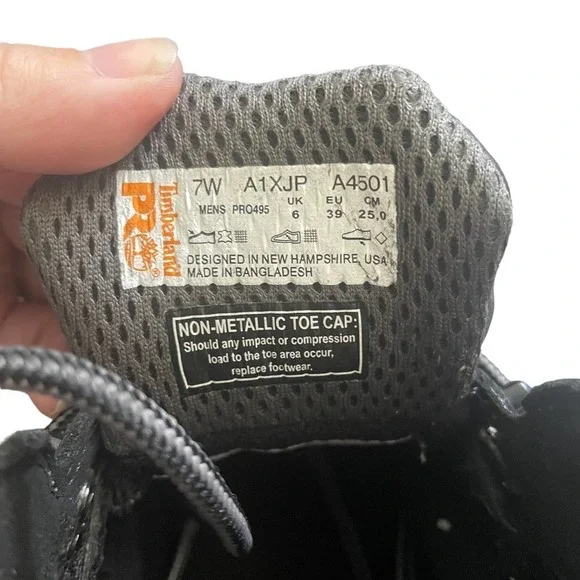 Timberland
PRO®
7W A1XJP A4501
MENS PRO495 UK EU CM
6 39 25,0
DESIGNED IN NEW HAMPSHIRE, USA
MADE IN BANGLADESH
NON-METALLIC TOE CAP:
Should any impact or compression
load to the toe area occur,
replace footwear.